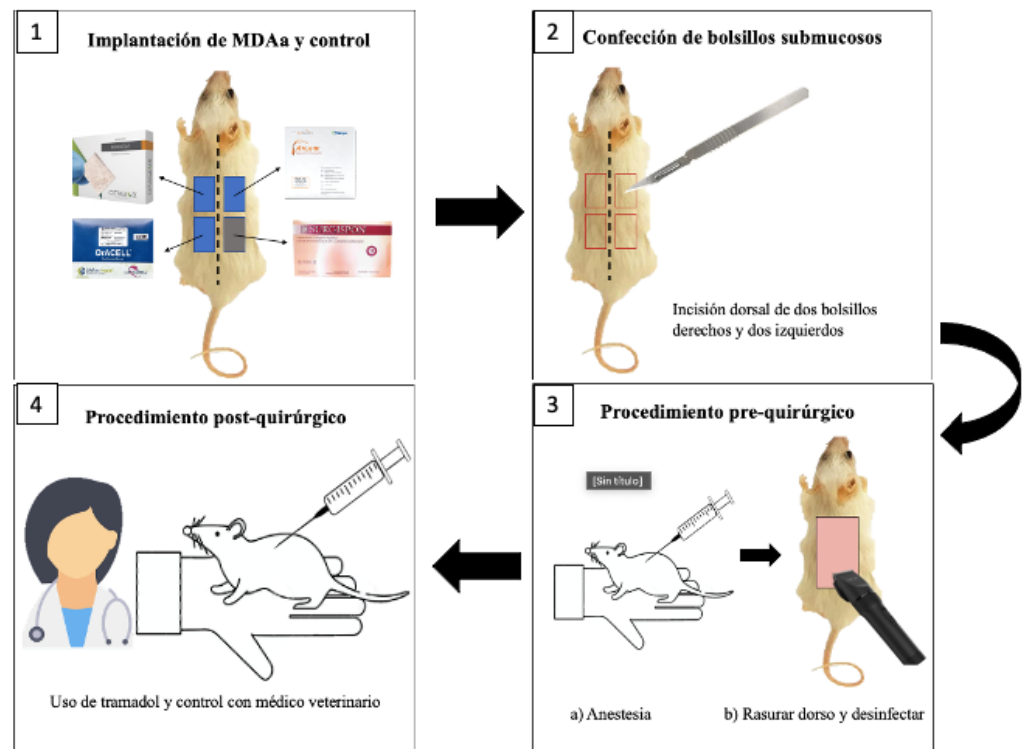 1
Implantación de MDAa y control
OrACELL
SURGISPON
2
Confección de bolsillos submucosos
Incisión dorsal de dos bolsillos
derechos y dos izquierdos
3
Procedimiento pre-quirúrgico
[Sin título]
a) Anestesia
b) Rasurar dorso y desinfectar
4
Procedimiento post-quirúrgico
Uso de tramadol y control con médico veterinario